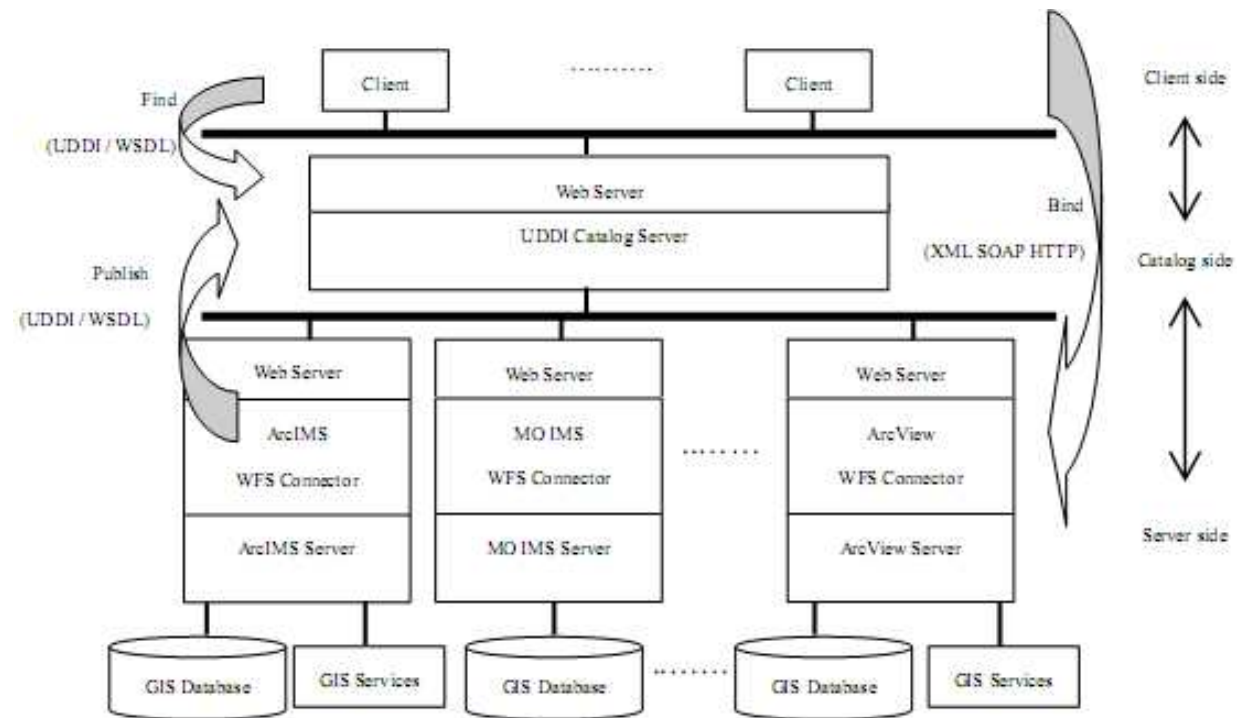 Client
Client
Client side
Find
(UDDI / WSDL)
Web Server
Bind
UDDI Catalog Server
(XML SOAP HTTP)
Catalog side
Publish
(UDDI / WSDL)
Web Server
Web Server
Web Server
ArcIMS
MO IMS
ArcView
WFS Connector
WFS Connector
WFS Connector
ArcIMS Server
MO IMS Server
ArcView Server
Server side
GIS Database
GIS Services
GIS Database
GIS Database
GIS Services